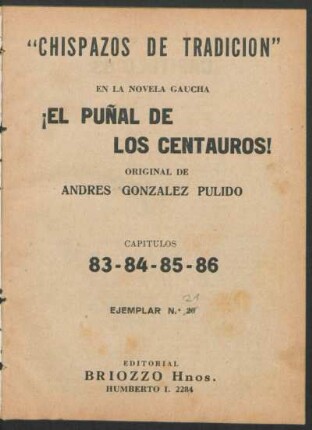 "CHISPAZOS DE TRADICION"
EN LA NOVELA GAUCHA
¡EL PUÑAL DE
LOS CENTAUROS!
ORIGINAL DE
ANDRES GONZALEZ PULIDO
CAPITULOS
83-84-85-86
21
EJEMPLAR N.° 20
EDITORIAL
BRIOZZO Hnos.
HUMBERTO I. 2284